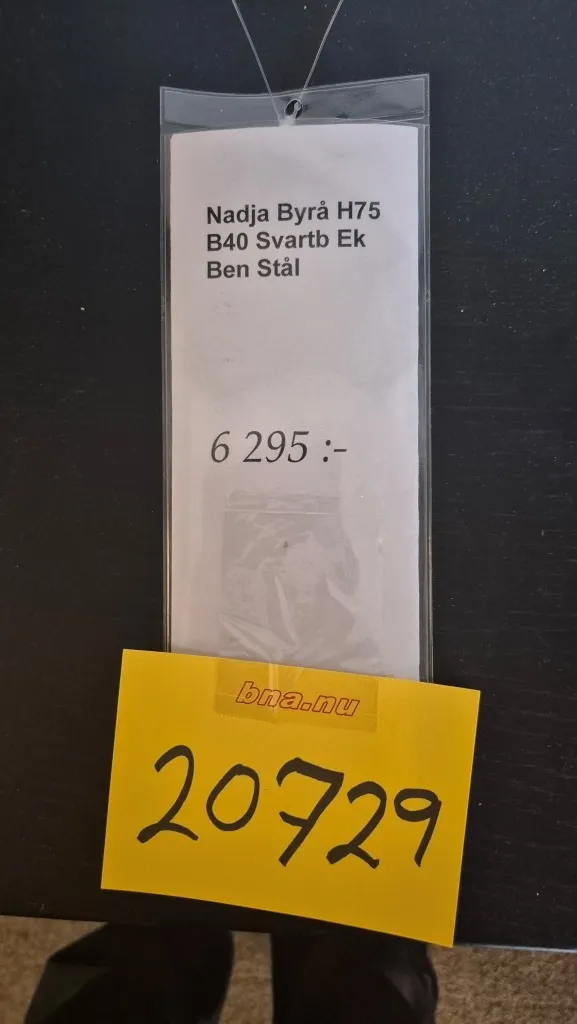 Nadja Byrå H75
B40 Svartb Ek
Ben Stål
6 295 :-
bna.nu
20729